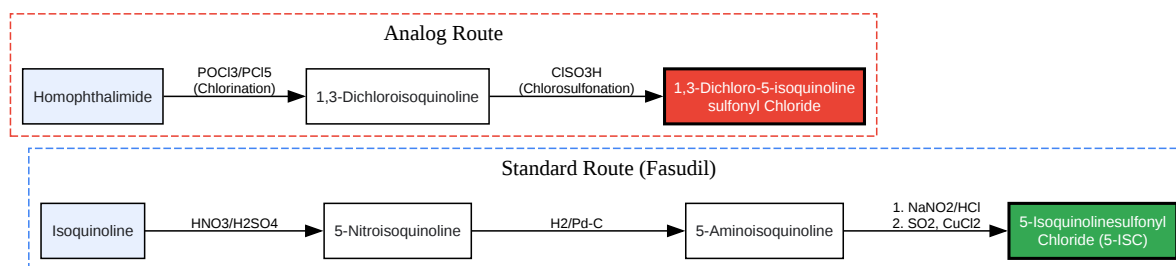 Analog Route
Homophthalimide
POCl3/PCl5
(Chlorination)
1,3-Dichloroisoquinoline
ClSO3H
(Chlorosulfonation)
1,3-Dichloro-5-isoquinoline
sulfonyl Chloride
Standard Route (Fasudil)
Isoquinoline
HNO3/H2SO4
5-Nitroisoquinoline
H2/Pd-C
5-Aminoisoquinoline
1. NaNO2/HCl
2. SO2, CuCl2
5-Isoquinolinesulfonyl
Chloride (5-ISC)